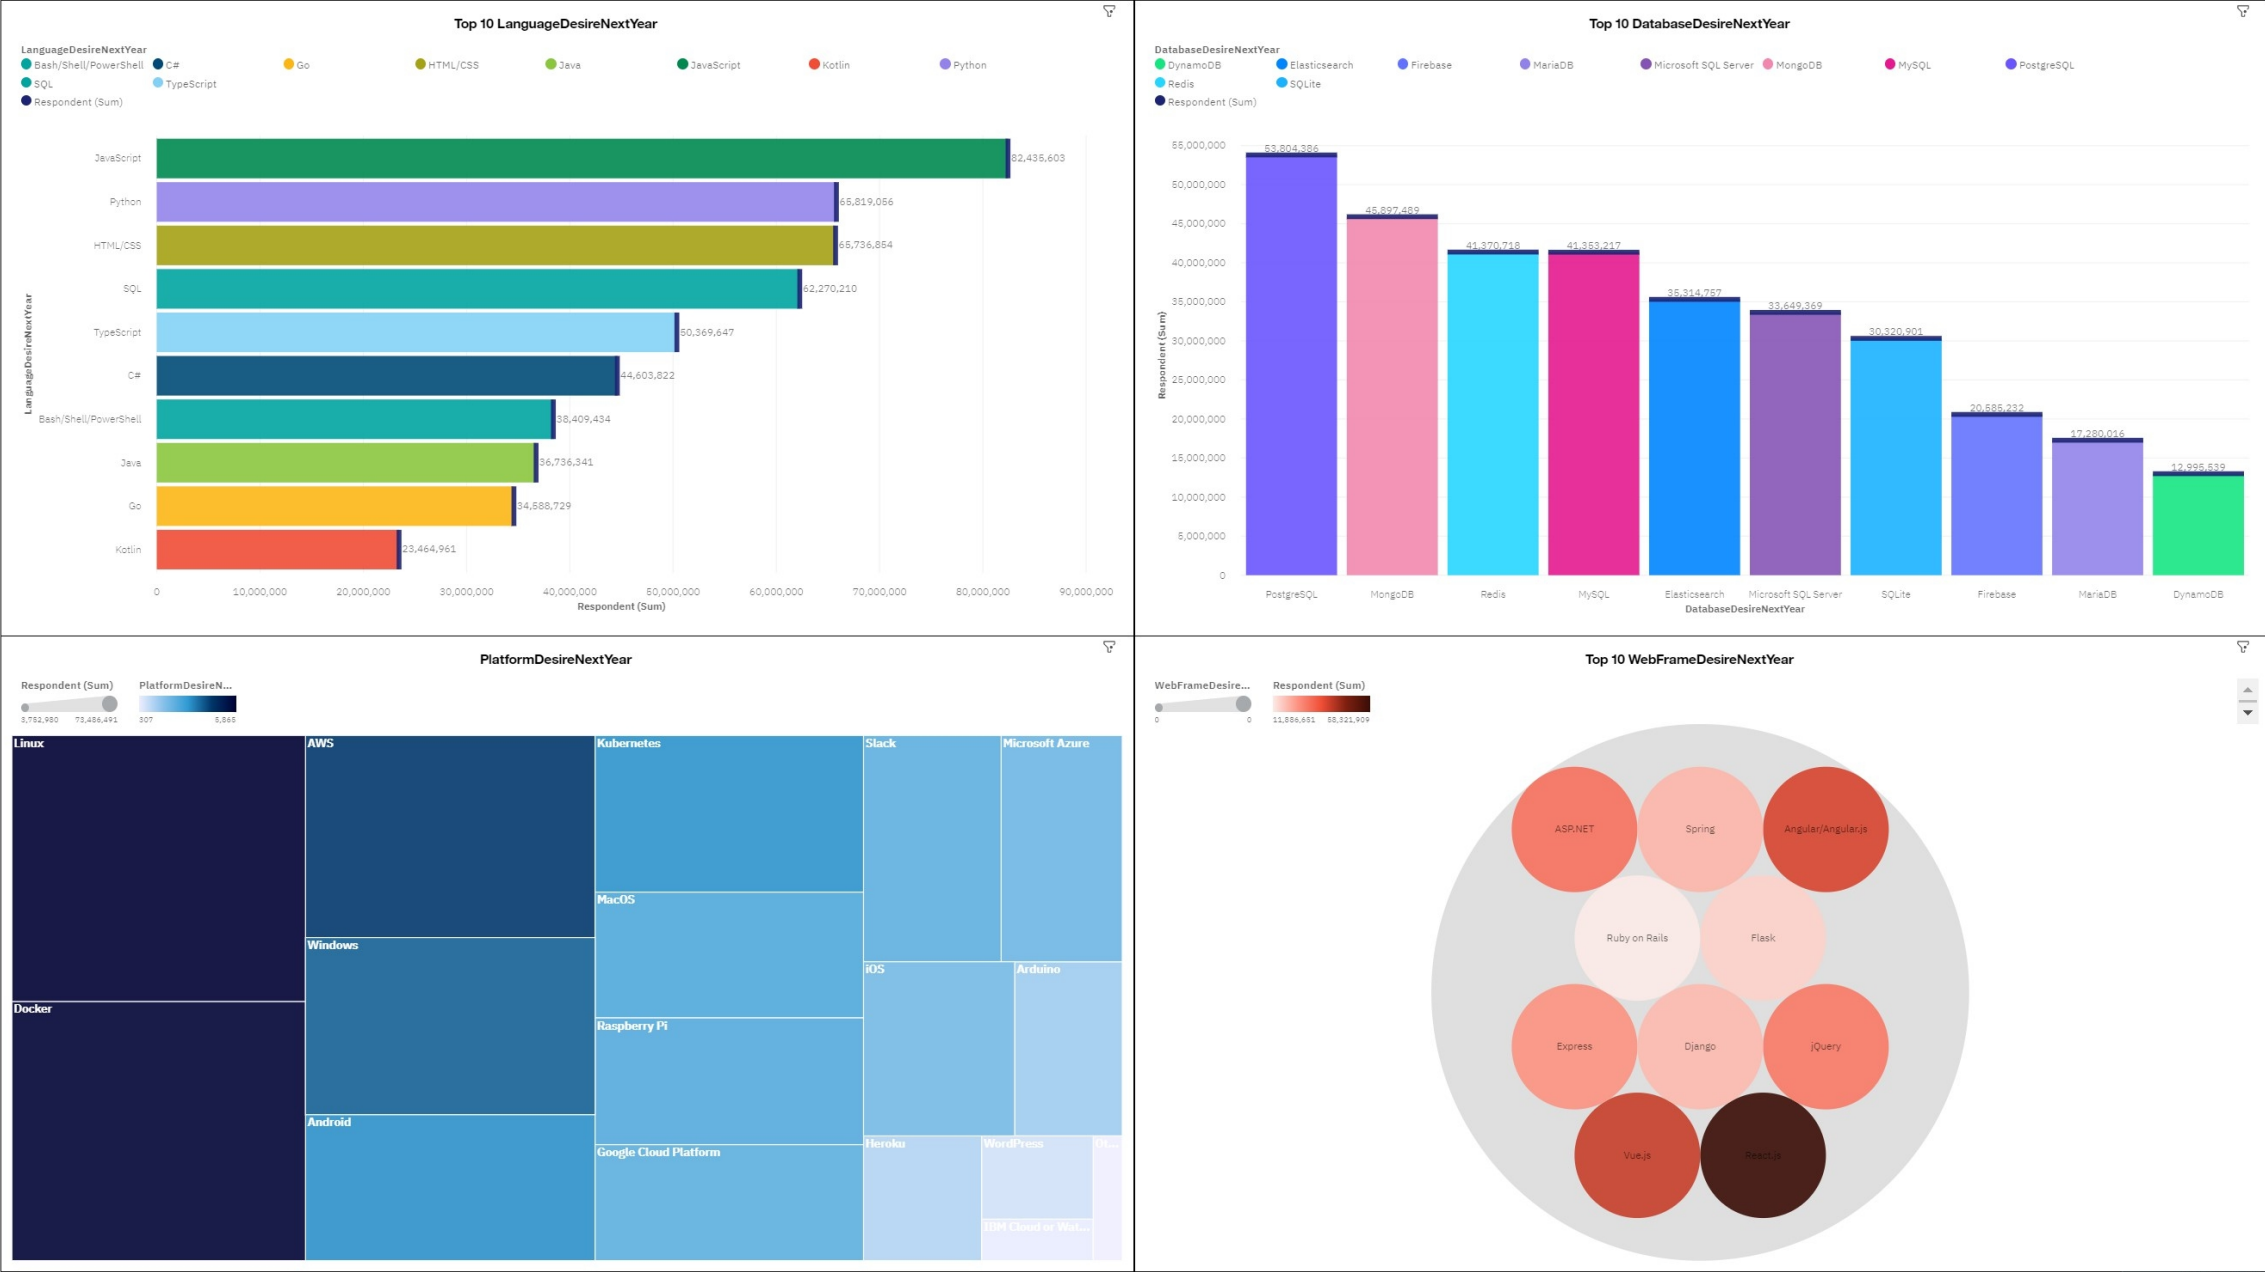 Top 10 LanguageDesireNextYear
LanguageDesireNextYear
Bash/Shell/PowerShell C# Go HTML/CSS Java JavaScript Kotlin Python
SQL TypeScript
Respondent (Sum)
LanguageDesireNextYear
JavaScript 82,435,603
Python 65,819,056
HTML/CSS 65,736,854
SQL 62,270,210
TypeScript 50,369,647
C# 44,603,822
Bash/Shell/PowerShell 38,409,434
Java 36,736,341
Go 34,588,729
Kotlin 23,464,961
0 10,000,000 20,000,000 30,000,000 40,000,000 50,000,000 60,000,000 70,000,000 80,000,000 90,000,000
Respondent (Sum)
Top 10 DatabaseDesireNextYear
DatabaseDesireNextYear
DynamoDB Elasticsearch Firebase MariaDB Microsoft SQL Server MongoDB MySQL PostgreSQL
Redis SQLite
Respondent (Sum)
Respondent (Sum)
55,000,000
50,000,000
45,000,000
40,000,000
35,000,000
30,000,000
25,000,000
20,000,000
15,000,000
10,000,000
5,000,000
0
53,804,386 45,897,489 41,370,718 41,353,217 35,314,757 33,649,369 30,320,901 20,585,232 17,280,016 12,995,539
PostgreSQL MongoDB Redis MySQL Elasticsearch Microsoft SQL Server SQLite Firebase MariaDB DynamoDB
DatabaseDesireNextYear
PlatformDesireNextYear
Respondent (Sum) PlatformDesireN...
3,752,980 73,486,491 307 5,865
Linux AWS Kubernetes Slack Microsoft Azure
MacOS
Windows
iOS Arduino
Docker
Raspberry Pi
Android
Heroku WordPress Ot...
Google Cloud Platform
IBM Cloud or Wat...
Top 10 WebFrameDesireNextYear
WebFrameDesire... Respondent (Sum)
0 0 11,886,651 58,321,909
ASP.NET Spring Angular/Angular.js
Ruby on Rails Flask
Express Django jQuery
Vue.js React.js